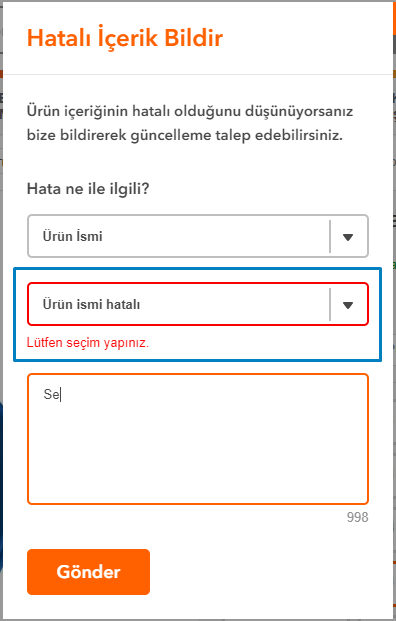 Hatalı İçerik Bildir
Ürün içeriğinin hatalı olduğunu düşünüyorsanız
bize bildirerek güncelleme talep edebilirsiniz.
Hata ne ile ilgili?
Ürün İsmi
Ürün ismi hatalı
Lütfen seçim yapınız.
Se
998
Gönder